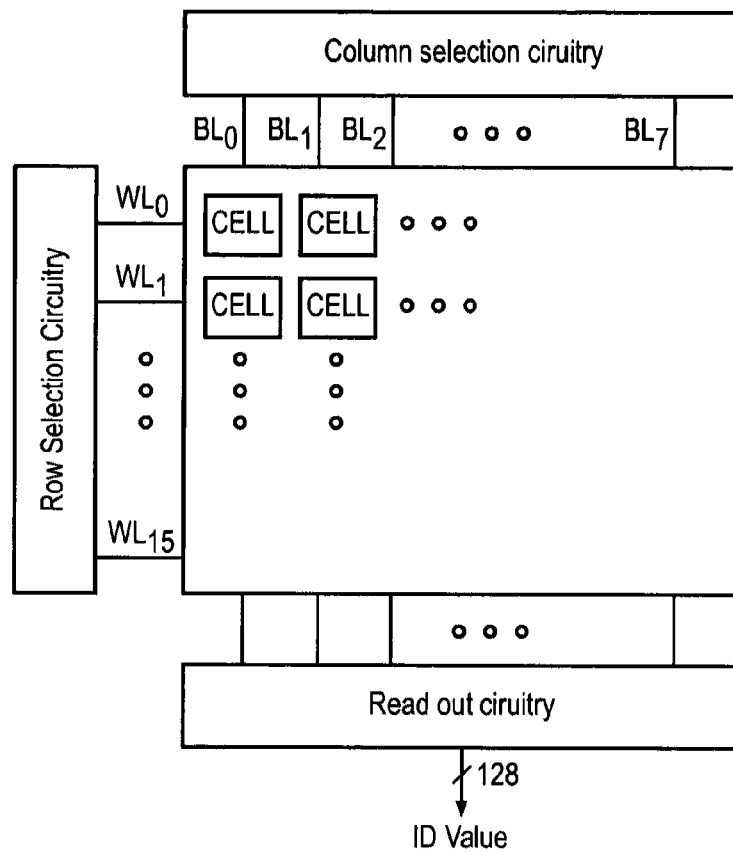 Column selection ciruitry
BL0 BL1 BL2 BL7
Row Selection Circuitry
WL0
CELL CELL
WL1
CELL CELL
WL15
Read out ciruitry
128
ID Value